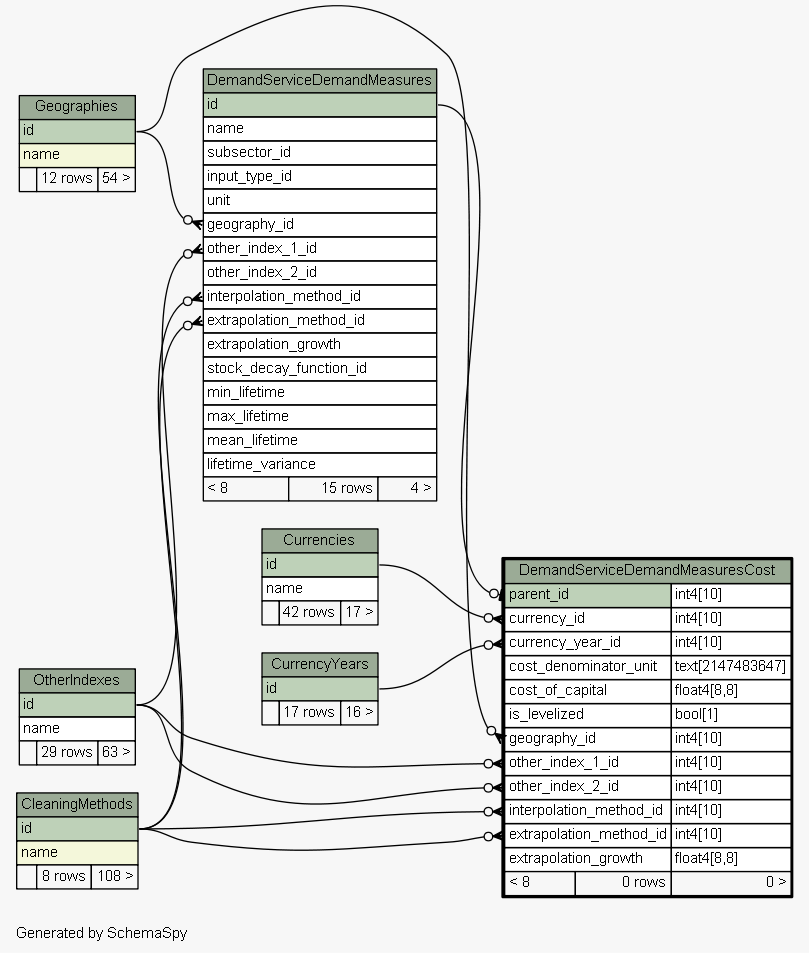 DemandServiceDemandMeasures
id
name
subsector_id
input_type_id
unit
geography_id
other_index_1_id
other_index_2_id
interpolation_method_id
extrapolation_method_id
extrapolation_growth
stock_decay_function_id
min_lifetime
max_lifetime
mean_lifetime
lifetime_variance
< 8 15 rows 4 >
Geographies
id
name
12 rows 54 >
Currencies
id
name
42 rows 17 >
CurrencyYears
id
17 rows 16 >
DemandServiceDemandMeasuresCost
parent_id int4[10]
currency_id int4[10]
currency_year_id int4[10]
cost_denominator_unit text[2147483647]
cost_of_capital float4[8,8]
is_levelized bool[1]
geography_id int4[10]
other_index_1_id int4[10]
other_index_2_id int4[10]
interpolation_method_id int4[10]
extrapolation_method_id int4[10]
extrapolation_growth float4[8,8]
< 8 0 rows 0 >
OtherIndexes
id
name
29 rows 63 >
CleaningMethods
id
name
8 rows 108 >
Generated by SchemaSpy